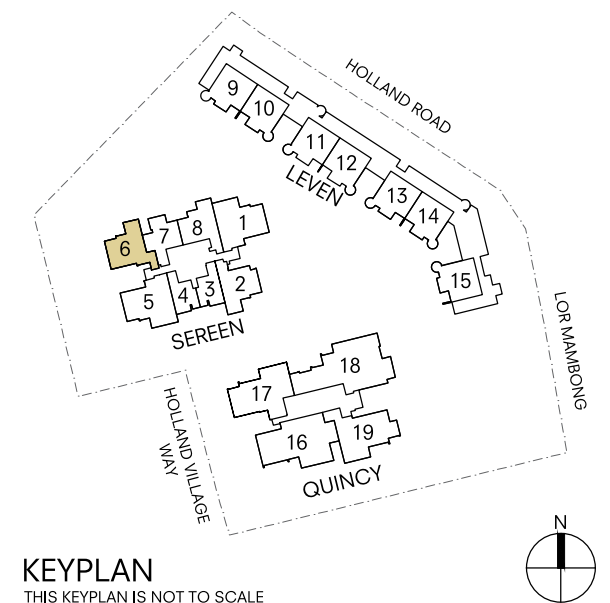 HOLLAND ROAD
9
10
11
12
LEVEN
13
14
15
6
7
8
1
5
4
3
2
SEREEN
LOR MAMBONG
HOLLAND VILLAGE
WAY
17
18
16
19
QUINCY
N
KEYPLAN
THIS KEYPLAN IS NOT TO SCALE